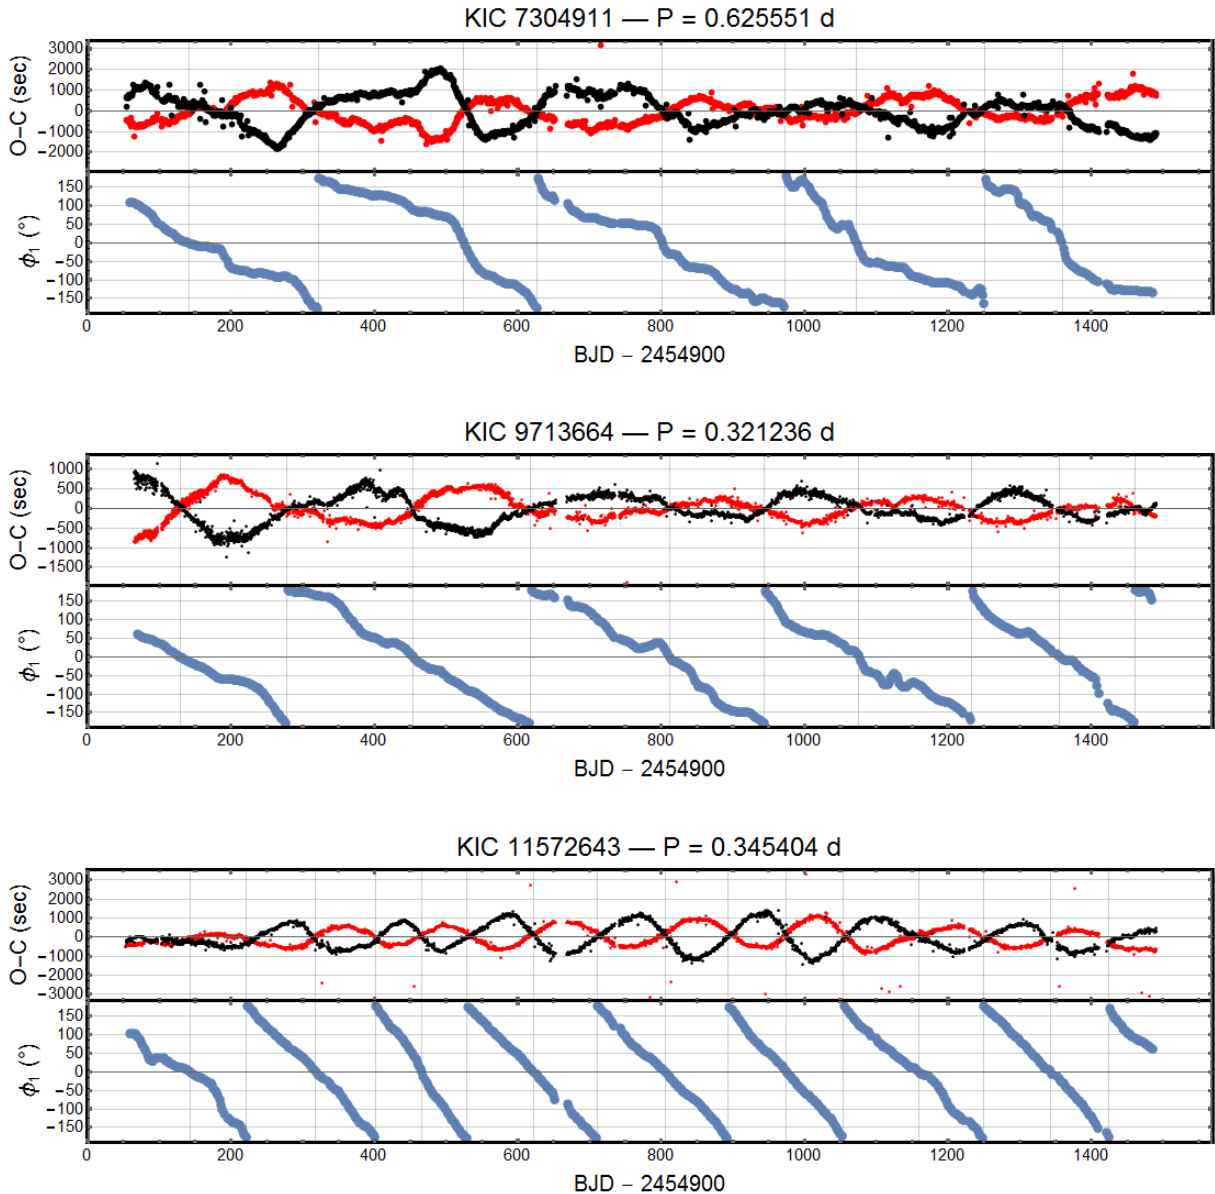 KIC 7304911 — P = 0.625551 d
O–C (sec)
3000
2000
1000
0
−1000
−2000
ϕ₁ (°)
150
100
50
0
−50
−100
−150
0 200 400 600 800 1000 1200 1400
BJD – 2454900
KIC 9713664 — P = 0.321236 d
O–C (sec)
1000
500
0
−500
−1000
−1500
ϕ₁ (°)
150
100
50
0
−50
−100
−150
0 200 400 600 800 1000 1200 1400
BJD – 2454900
KIC 11572643 — P = 0.345404 d
O–C (sec)
3000
2000
1000
0
−1000
−2000
−3000
ϕ₁ (°)
150
100
50
0
−50
−100
−150
0 200 400 600 800 1000 1200 1400
BJD – 2454900